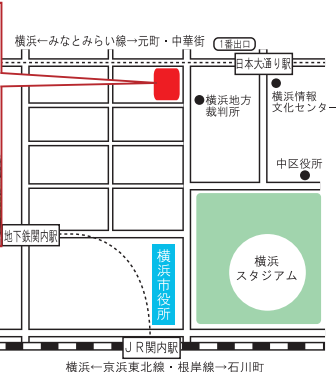 横浜←みなとみらい線→元町・中華街
1番出口
日本大通り駅
横浜情報
文化センター
横浜地方
裁判所
中区役所
地下鉄関内駅
横浜市役所
横浜
スタジアム
JR関内駅
横浜←京浜東北線・根岸線→石川町